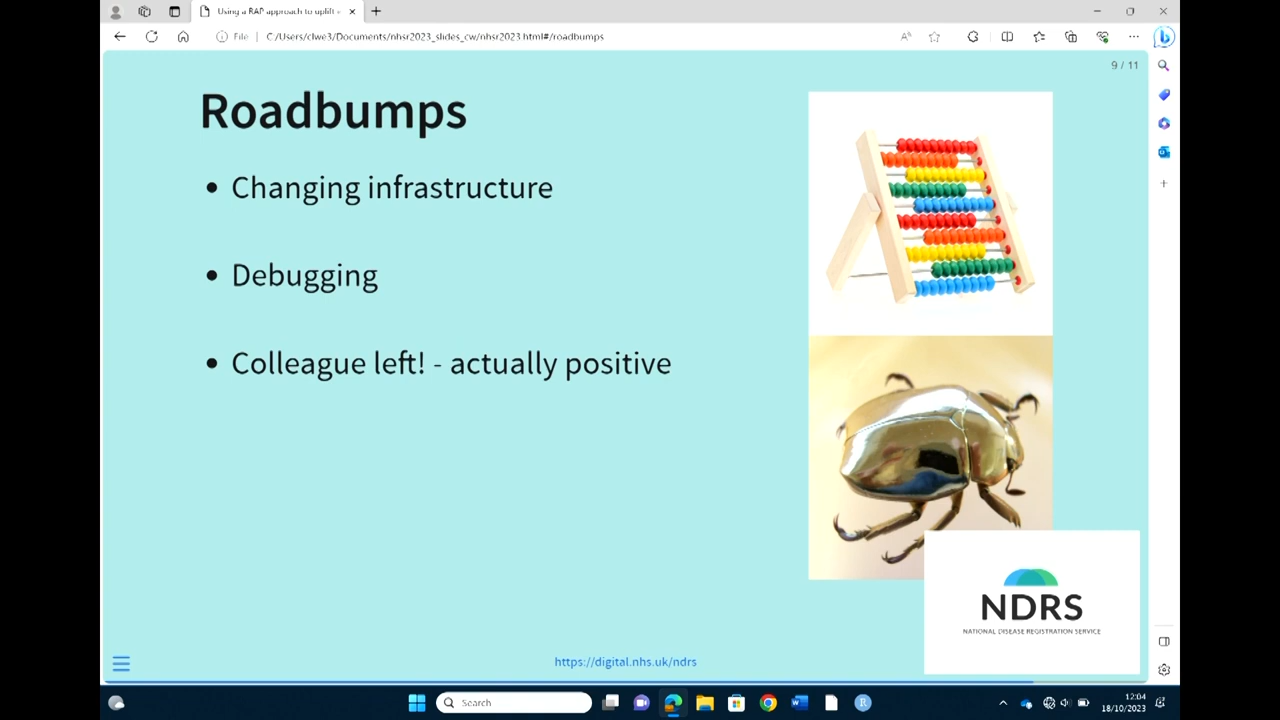 Using a RAP approach to uplift
File
C:/Users/clwe3/Documents/nhsr2023_slides_cw/nhsr2023.html#/roadbumps
9 / 11
Roadbumps
• Changing infrastructure
• Debugging
• Colleague left! - actually positive
NDRS
NATIONAL DISEASE REGISTRATION SERVICE
https://digital.nhs.uk/ndrs
Search
12:04
18/10/2023